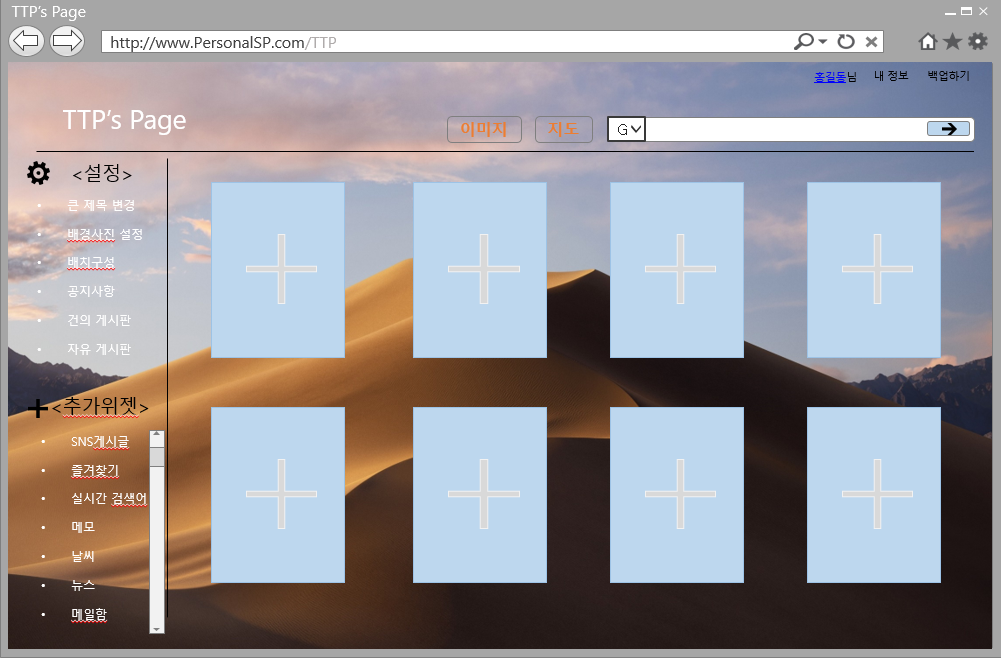 TTP's Page
http://www.PersonalSP.com/TTP
홍길동님 내 정보 백업하기
TTP's Page
이미지 지도 G
<설정>
• 큰 제목 변경
• 배경사진 설정
• 배치구성
• 공지사항
• 건의 게시판
• 자유 게시판
<추가위젯>
• SNS게시글
• 즐겨찾기
• 실시간 검색어
• 메모
• 날씨
• 뉴스
• 메일함